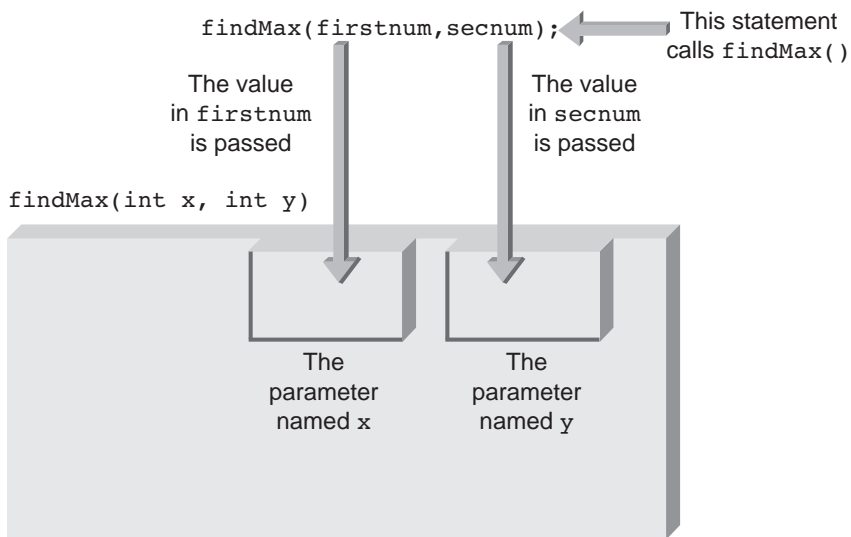 findMax(firstnum,secnum);
This statement
calls findMax()
The value
in firstnum
is passed
The value
in secnum
is passed
findMax(int x, int y)
The
parameter
named x
The
parameter
named y